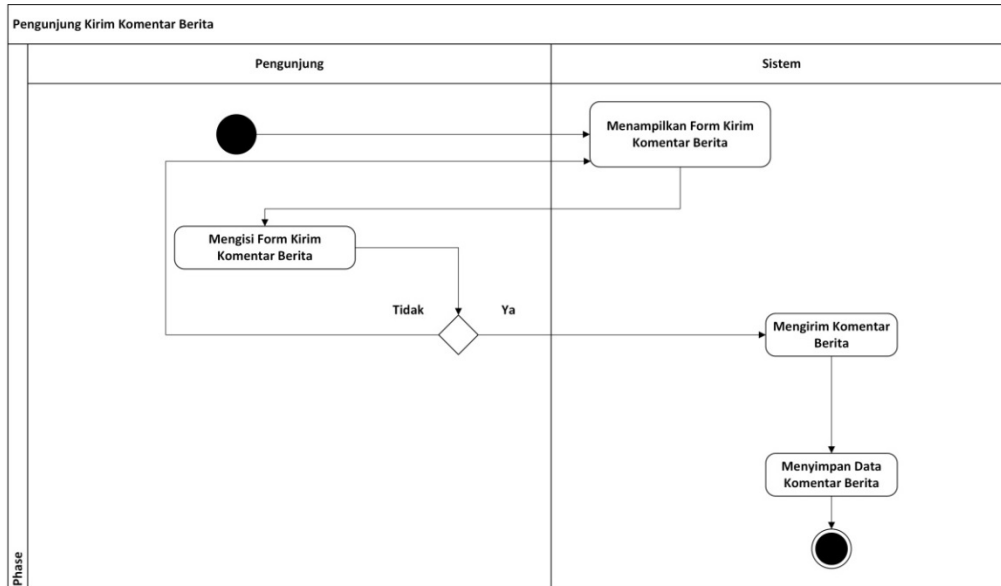 Pengunjung Kirim Komentar Berita
Pengunjung
Sistem
Menampilkan Form Kirim
Komentar Berita
Mengisi Form Kirim
Komentar Berita
Tidak
Ya
Mengirim Komentar
Berita
Menyimpan Data
Komentar Berita
Phase